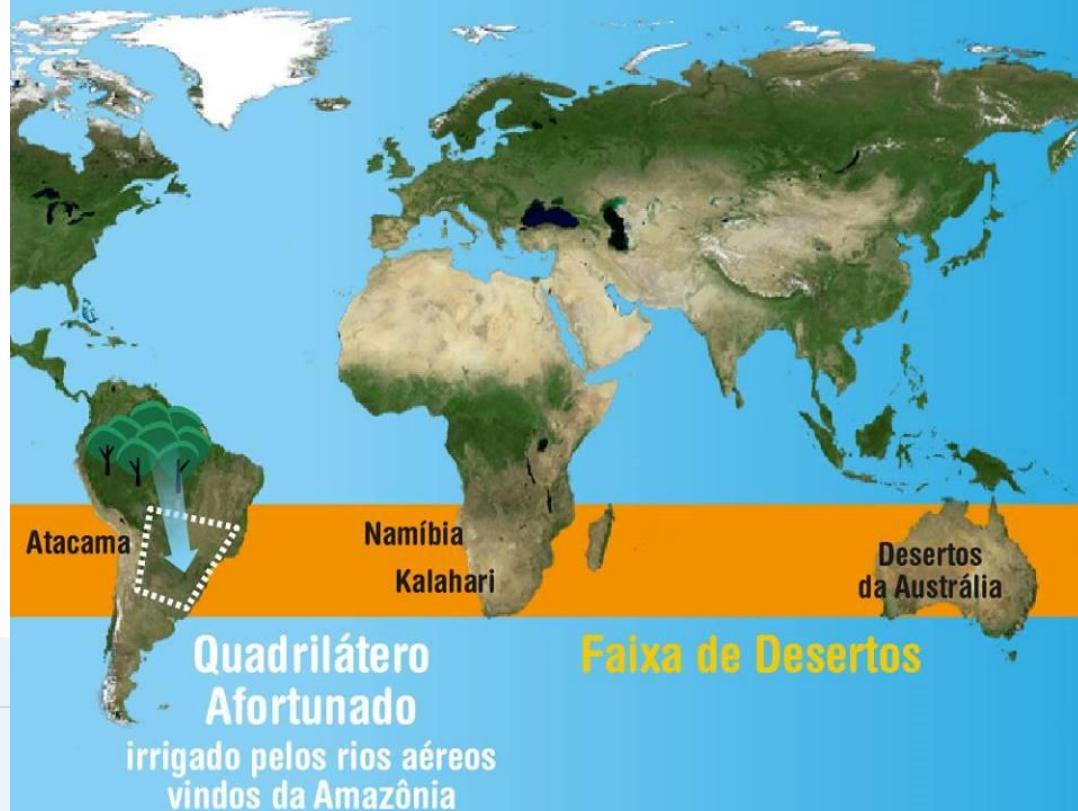 Atacama
Namíbia
Kalahari
Desertos
da Austrália
Quadrilátero
Afortunado
irrigado pelos rios aéreos
vindos da Amazônia
Faixa de Desertos